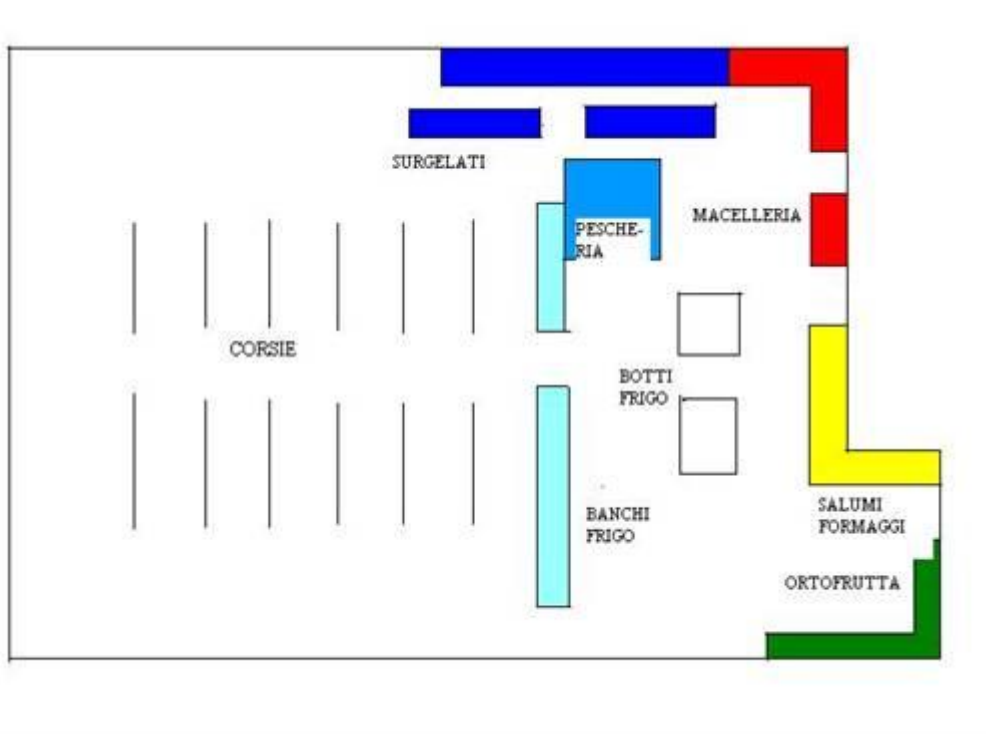 SURGELATI
PESCHE-
RIA
MACELLERIA
CORSIE
BOTTI
FRIGO
BANCHI
FRIGO
SALUMI
FORMAGGI
ORTOFRUTTA